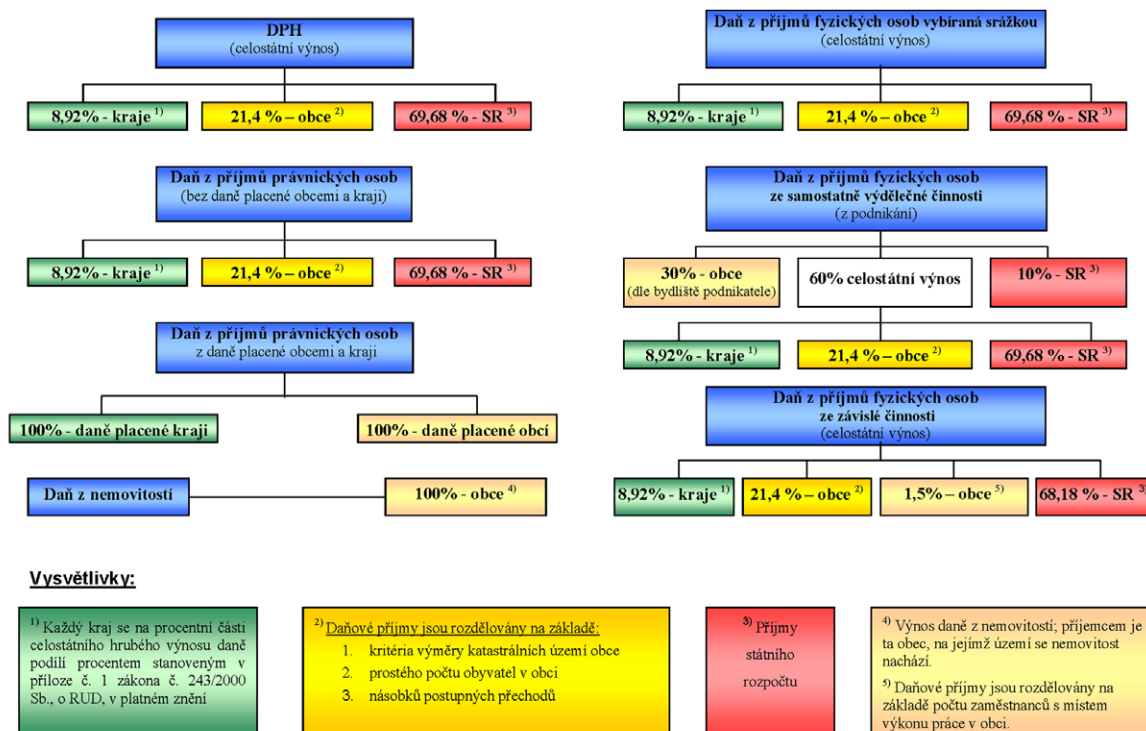 DPH
(celostátní výnos)
8,92% - kraje 1)
21,4 % – obce 2)
69,68 % - SR 3)
Daň z příjmů právnických osob
(bez daně placené obcemi a kraji)
8,92% - kraje 1)
21,4 % – obce 2)
69,68 % - SR 3)
Daň z příjmů právnických osob
z daně placené obcemi a kraji
100% - daně placené kraji
100% - daně placené obcí
Daň z nemovitostí
100% - obce 4)
Daň z příjmů fyzických osob vybíraná srážkou
(celostátní výnos)
8,92% - kraje 1)
21,4 % – obce 2)
69,68 % - SR 3)
Daň z příjmů fyzických osob
ze samostatně výdělečné činnosti
(z podnikání)
30% - obce
(dle bydliště podnikatele)
60% celostátní výnos
10% - SR 3)
8,92% - kraje 1)
21,4 % – obce 2)
69,68 % - SR 3)
Daň z příjmů fyzických osob
ze závislé činnosti
(celostátní výnos)
8,92% - kraje 1)
21,4 % – obce 2)
1,5% – obce 5)
68,18 % - SR 3)
Vysvětlivky:
1) Každý kraj se na procentní části
celostátního hrubého výnosu daně
podílí procentem stanoveným v
příloze č. 1 zákona č. 243/2000
Sb., o RUD, v platném znění
2) Daňové příjmy jsou rozdělovány na základě:
1. kritéria výměry katastrálních území obce
2. prostého počtu obyvatel v obci
3. násobků postupných přechodů
3) Příjmy
státního
rozpočtu
4) Výnos daně z nemovitostí; příjemcem je
ta obec, na jejímž území se nemovitost
nachází.
5) Daňové příjmy jsou rozdělovány na
základě počtu zaměstnanců s místem
výkonu práce v obci.